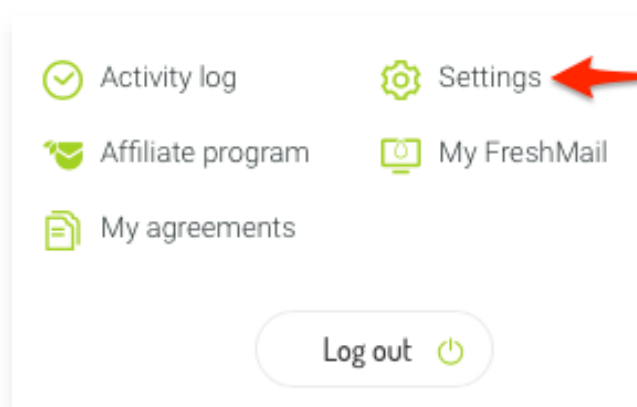 Activity log
Settings
Affiliate program
My FreshMail
My agreements
Log out